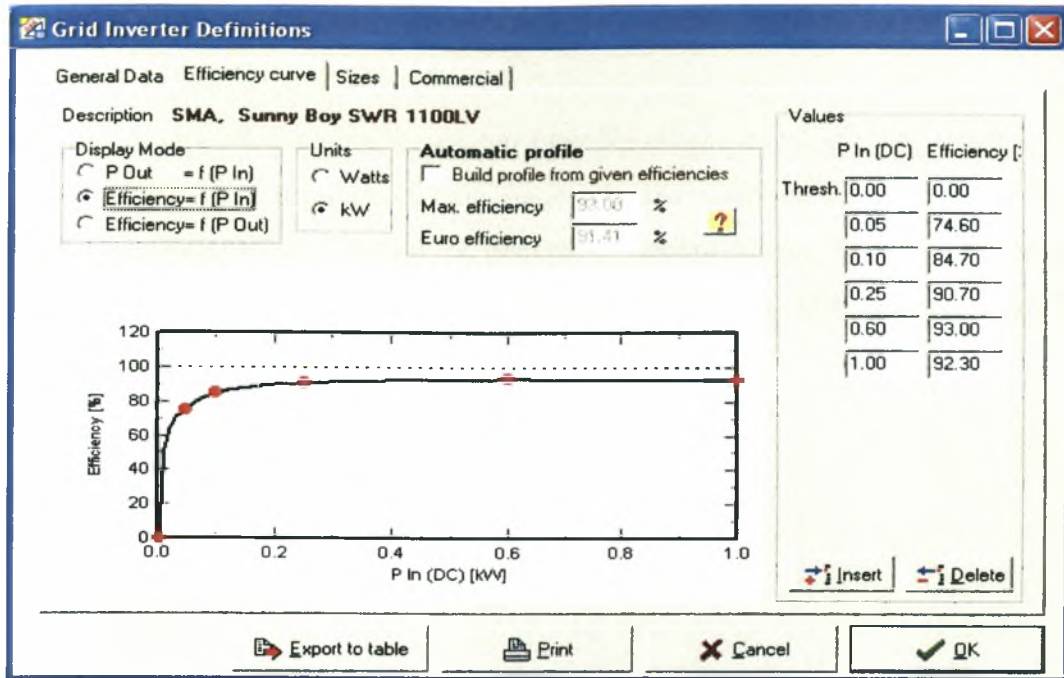 Grid Inverter Definitions
General Data Efficiency curve Sizes Commercial
Description SMA, Sunny Boy SWR 1100LV
Display Mode
P Out = f (P In)
Efficiency= f (P In)
Efficiency= f (P Out)
Units
Watts
kW
Automatic profile
Build profile from given efficiencies
Max. efficiency 93.00 %
Euro efficiency 91.41 %
?
Values
P In (DC) Efficiency [
Thresh. 0.00 0.00
0.05 74.60
0.10 84.70
0.25 90.70
0.60 93.00
1.00 92.30
120
100
80
60
40
20
0
Efficiency [%]
0.0 0.2 0.4 0.6 0.8 1.0
P In (DC) [kW]
Insert Delete
Export to table Print Cancel OK